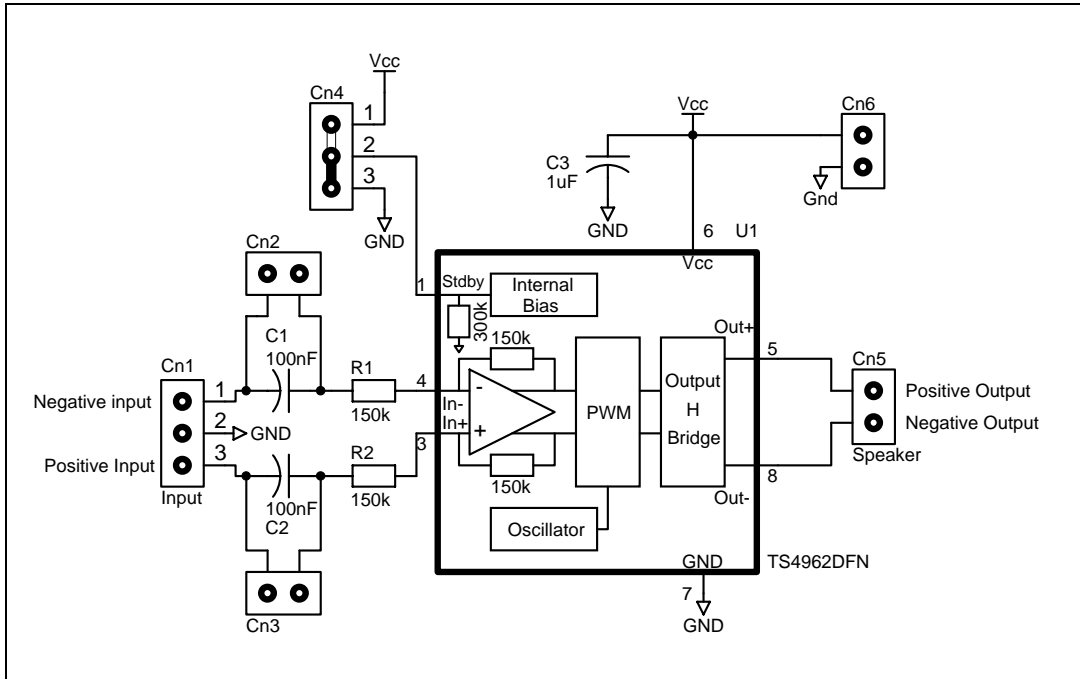 Vcc
Cn4
1
2
3
GND
Vcc
Cn6
C3
1uF
GND
Gnd
6
U1
Vcc
Cn2
1
Stdby
Internal
Bias
300k
150k
Out+
5
Cn5
C1
100nF
Cn1
R1
4
In-
-
Negative input
1
150k
PWM
Output
H
Bridge
Positive Output
2
GND
In+
+
Negative Output
Positive Input
3
R2
3
Speaker
Input
100nF
150k
150k
8
C2
Out-
Oscillator
GND
TS4962DFN
7
Cn3
GND